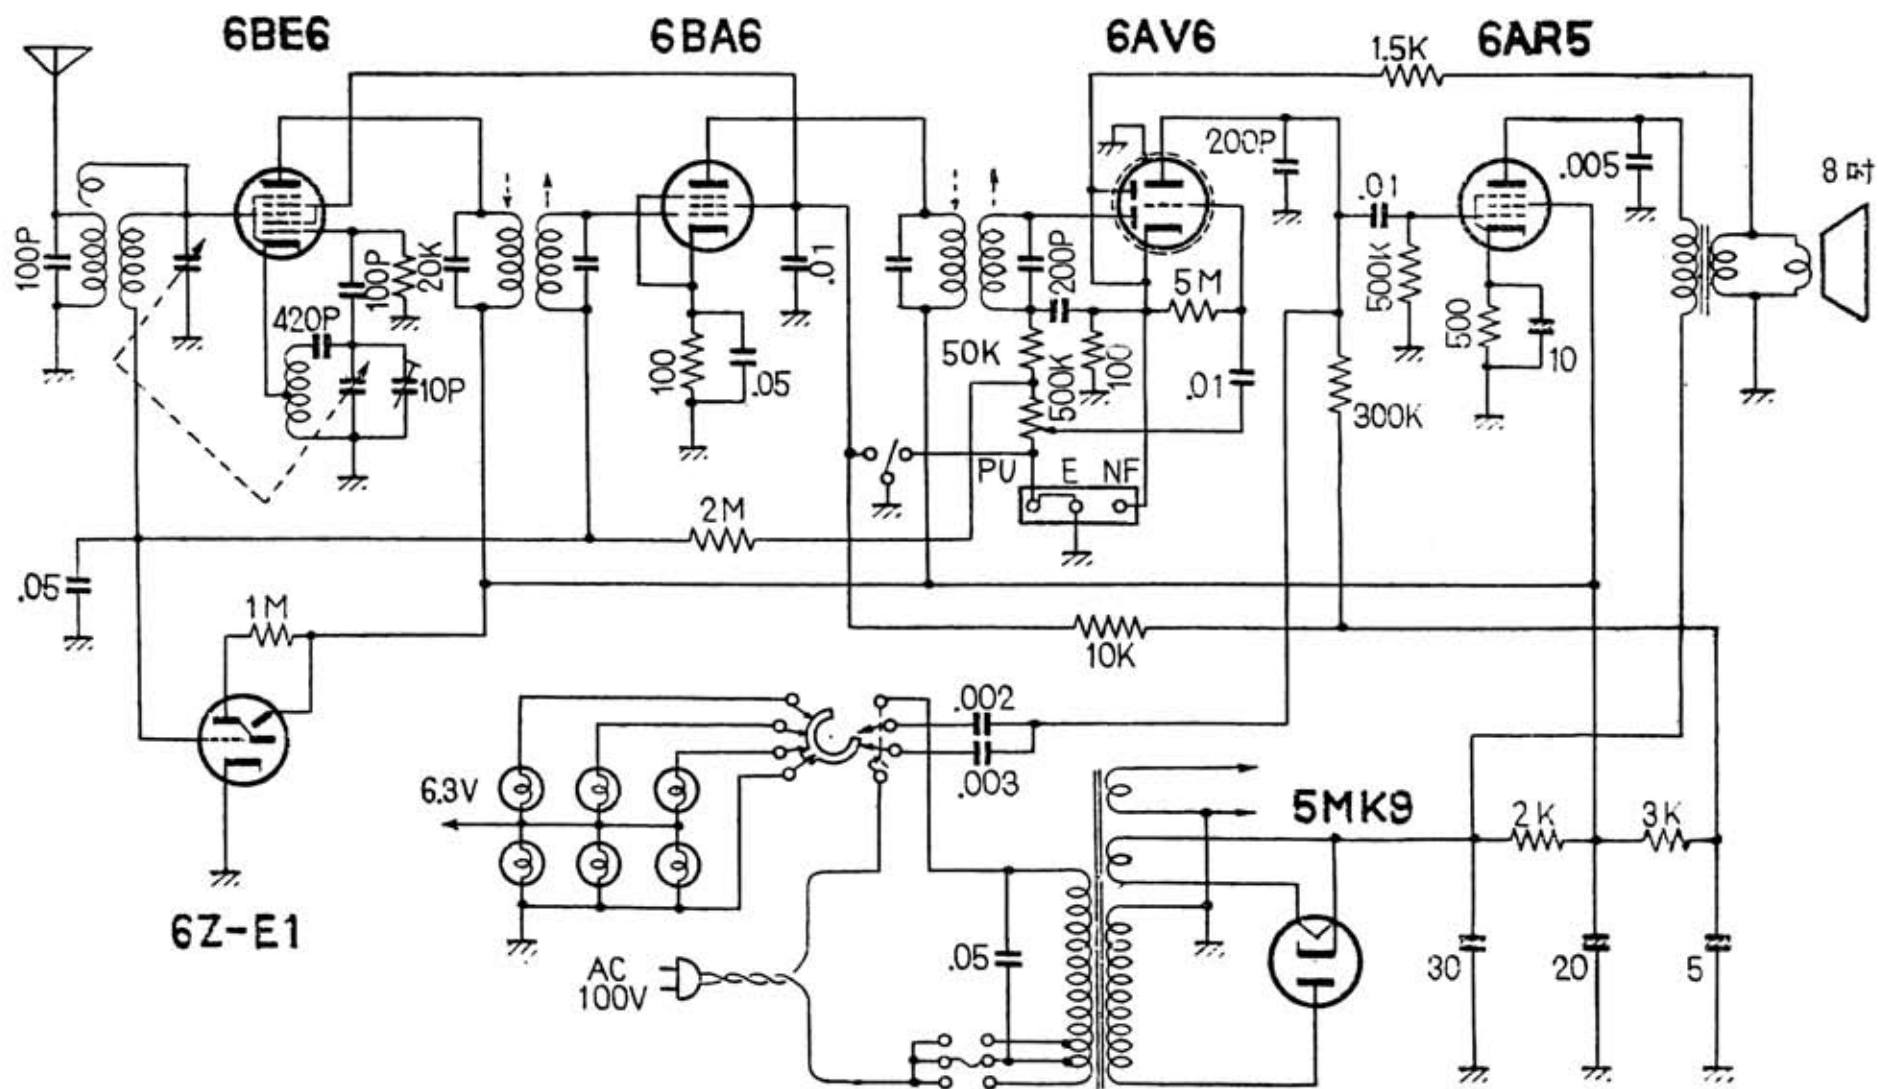 6BE6
6BA6
6AV6
6AR5
1.5K
200P
.005
8吋
.01
100P
100P
20K
.01
200P
5M
500K
500
10
420P
10P
100
.05
50K
500K
100
.01
300K
PU E NF
2M
.05
1M
10K
.002
.003
6.3V
5MK9
2K
3K
6Z-E1
AC
100V
.05
30
20
5